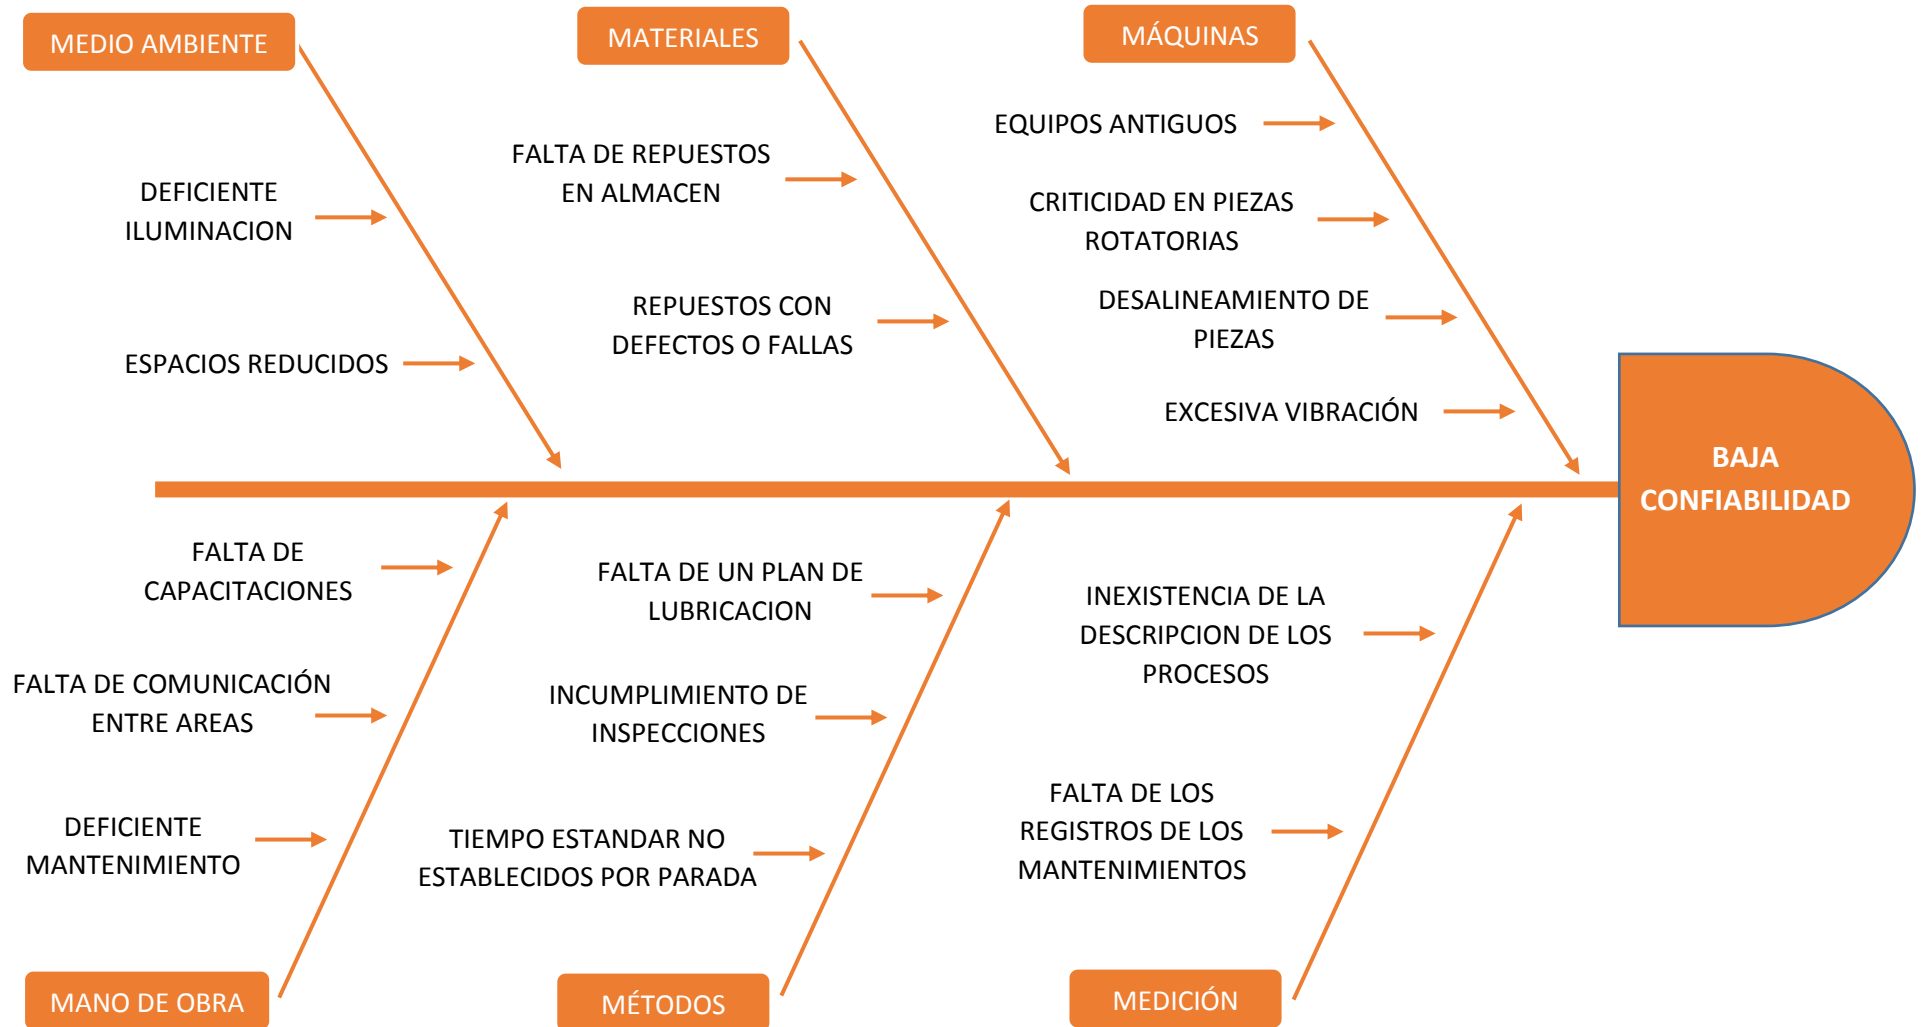 MEDIO AMBIENTE
MATERIALES
MÁQUINAS
DEFICIENTE
ILUMINACION
ESPACIOS REDUCIDOS
FALTA DE REPUESTOS
EN ALMACEN
REPUESTOS CON
DEFECTOS O FALLAS
EQUIPOS ANTIGUOS
CRITICIDAD EN PIEZAS
ROTATORIAS
DESALINEAMIENTO DE
PIEZAS
EXCESIVA VIBRACIÓN
BAJA
CONFIABILIDAD
FALTA DE
CAPACITACIONES
FALTA DE COMUNICACIÓN
ENTRE AREAS
DEFICIENTE
MANTENIMIENTO
FALTA DE UN PLAN DE
LUBRICACION
INCUMPLIMIENTO DE
INSPECCIONES
TIEMPO ESTANDAR NO
ESTABLECIDOS POR PARADA
INEXISTENCIA DE LA
DESCRIPCION DE LOS
PROCESOS
FALTA DE LOS
REGISTROS DE LOS
MANTENIMIENTOS
MANO DE OBRA
MÉTODOS
MEDICIÓN